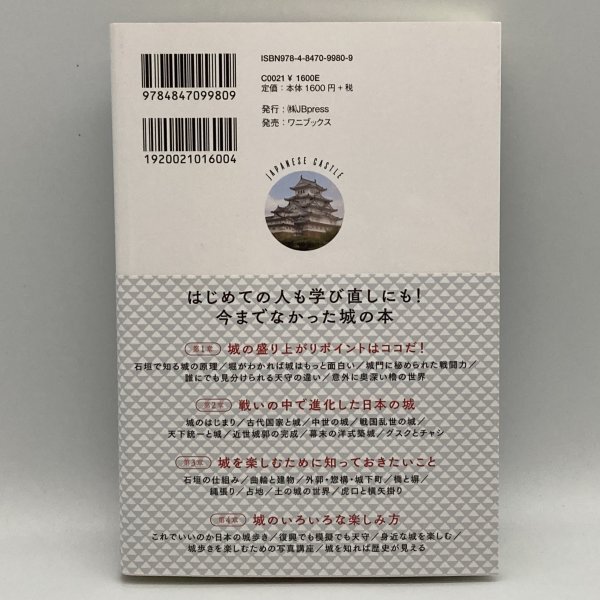 ISBN978-4-8470-9980-9
C0021 ¥ 1600E
定価：本体1600円+税
発行：㈱JBpress
発売：ワニブックス
9784847099809
1920021016004
JAPANESE CASTLE
はじめての人も学び直しにも！
今までなかった城の本
第1章 城の盛り上がりポイントはココだ！
石垣で知る城の原理／堀がわかれば城はもっと面白い／城門に秘められた戦闘力／
誰にでも見分けられる天守の違い／意外に奥深い櫓の世界
第2章 戦いの中で進化した日本の城
城のはじまり／古代国家と城／中世の城／戦国乱世の城／
天下統一と城／近世城郭の完成／幕末の洋式築城／グスクとチャシ
第3章 城を楽しむために知っておきたいこと
石垣の仕組み／曲輪と建物／外郭・惣構・城下町／橋と塀／
縄張り／占地／土の城の世界／虎口と横矢掛り
第4章 城のいろいろな楽しみ方
これでいいのか日本の城歩き／復興でも模擬でも天守／身近な城を楽しむ／
城歩きを楽しむための写真講座／城を知れば歴史が見える